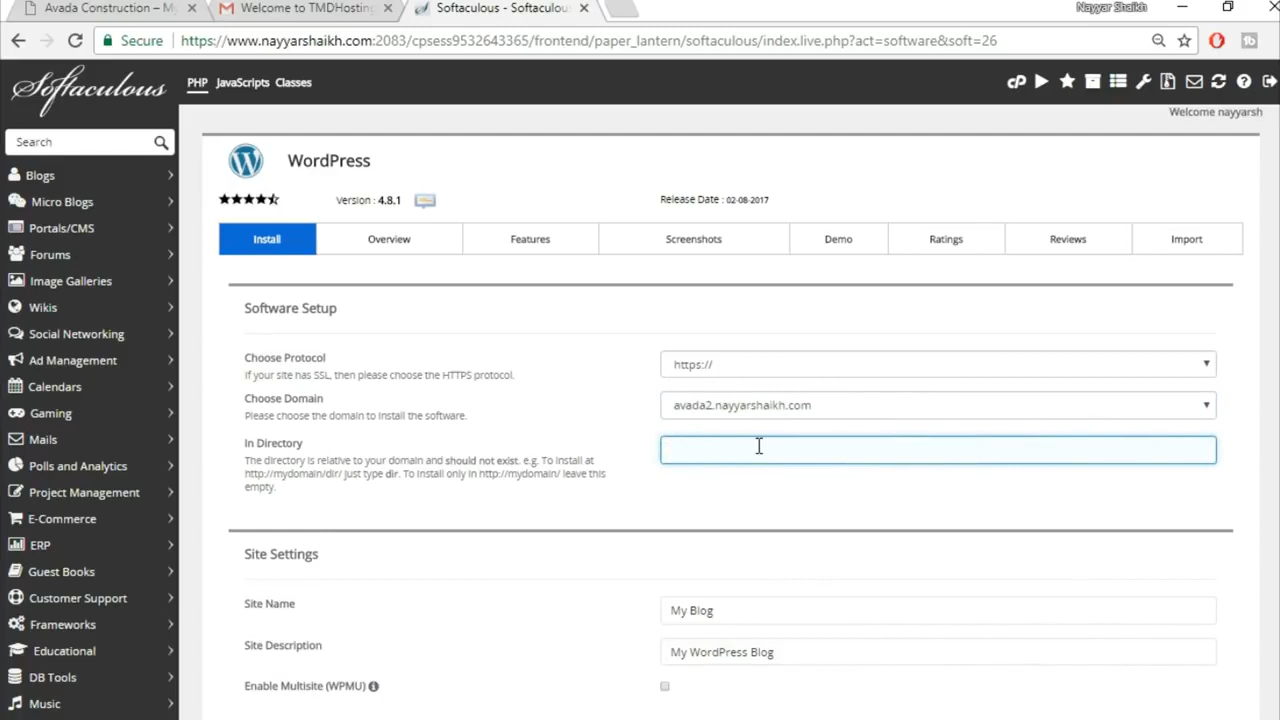 Avada Construction – My
Welcome to TMDHosting
Softaculous - Softaculous
Nayyar Shaikh
Secure
https://www.nayyarshaikh.com:2083/cpsess9532643365/frontend/paper_lantern/softaculous/index.live.php?act=software&soft=26
Softaculous
PHP JavaScripts Classes
cP
Welcome nayyarsh
Search
Blogs
Micro Blogs
Portals/CMS
Forums
Image Galleries
Wikis
Social Networking
Ad Management
Calendars
Gaming
Mails
Polls and Analytics
Project Management
E-Commerce
ERP
Guest Books
Customer Support
Frameworks
Educational
DB Tools
Music
WordPress
Version : 4.8.1
Release Date : 02-08-2017
Install Overview Features Screenshots Demo Ratings Reviews Import
Software Setup
Choose Protocol
If your site has SSL, then please choose the HTTPS protocol.
https://
Choose Domain
Please choose the domain to install the software.
avada2.nayyarshaikh.com
In Directory
The directory is relative to your domain and should not exist. e.g. To install at
http://mydomain/dir/ just type dir. To install only in http://mydomain/ leave this
empty.
Site Settings
Site Name
My Blog
Site Description
My WordPress Blog
Enable Multisite (WPMU)